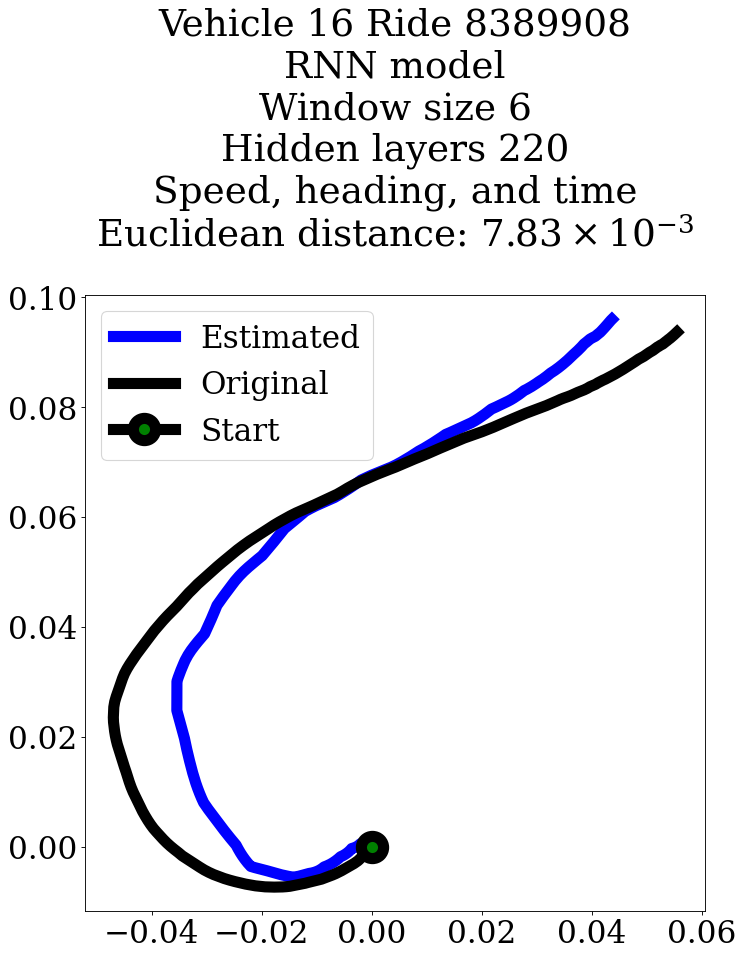 Vehicle 16 Ride 8389908
RNN model
Window size 6
Hidden layers 220
Speed, heading, and time
Euclidean distance: 7.83 × 10⁻³
0.10
0.08
0.06
0.04
0.02
0.00
Estimated
Original
Start
−0.04 −0.02 0.00 0.02 0.04 0.06